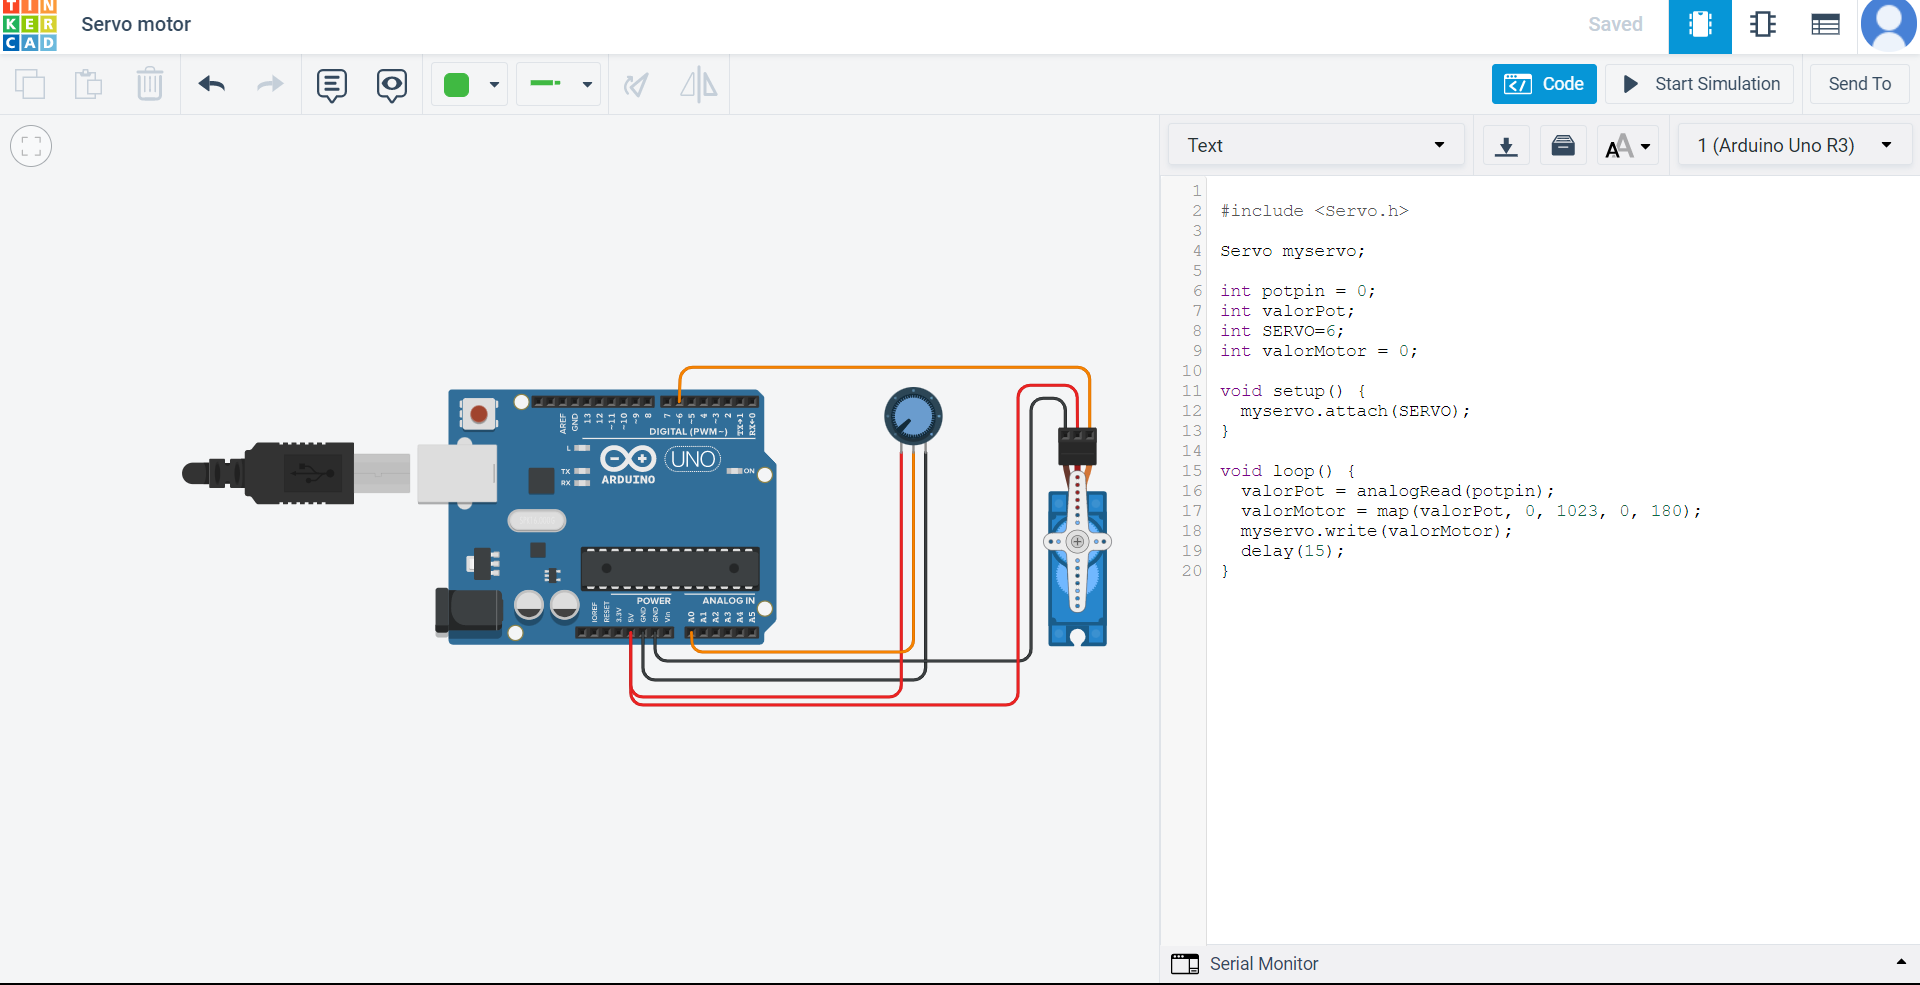 TIN
KER
CAD
Servo motor
Saved
Code
Start Simulation
Send To
Text
AA
1 (Arduino Uno R3)
1
2 #include <Servo.h>
3
4 Servo myservo;
5
6 int potpin = 0;
7 int valorPot;
8 int SERVO=6;
9 int valorMotor = 0;
10
11 void setup() {
12 myservo.attach(SERVO);
13 }
14
15 void loop() {
16 valorPot = analogRead(potpin);
17 valorMotor = map(valorPot, 0, 1023, 0, 180);
18 myservo.write(valorMotor);
19 delay(15);
20 }
AREF GND 13 12 ~11 ~10 ~9 8 7 ~6 ~5 4 ~3 2 TX→1 RX←0
DIGITAL (PWM~)
L
TX
RX
ARDUINO
UNO
ON
POWER
ANALOG IN
IOREF RESET 3.3V 5V GND GND Vin A0 A1 A2 A3 A4 A5
Serial Monitor